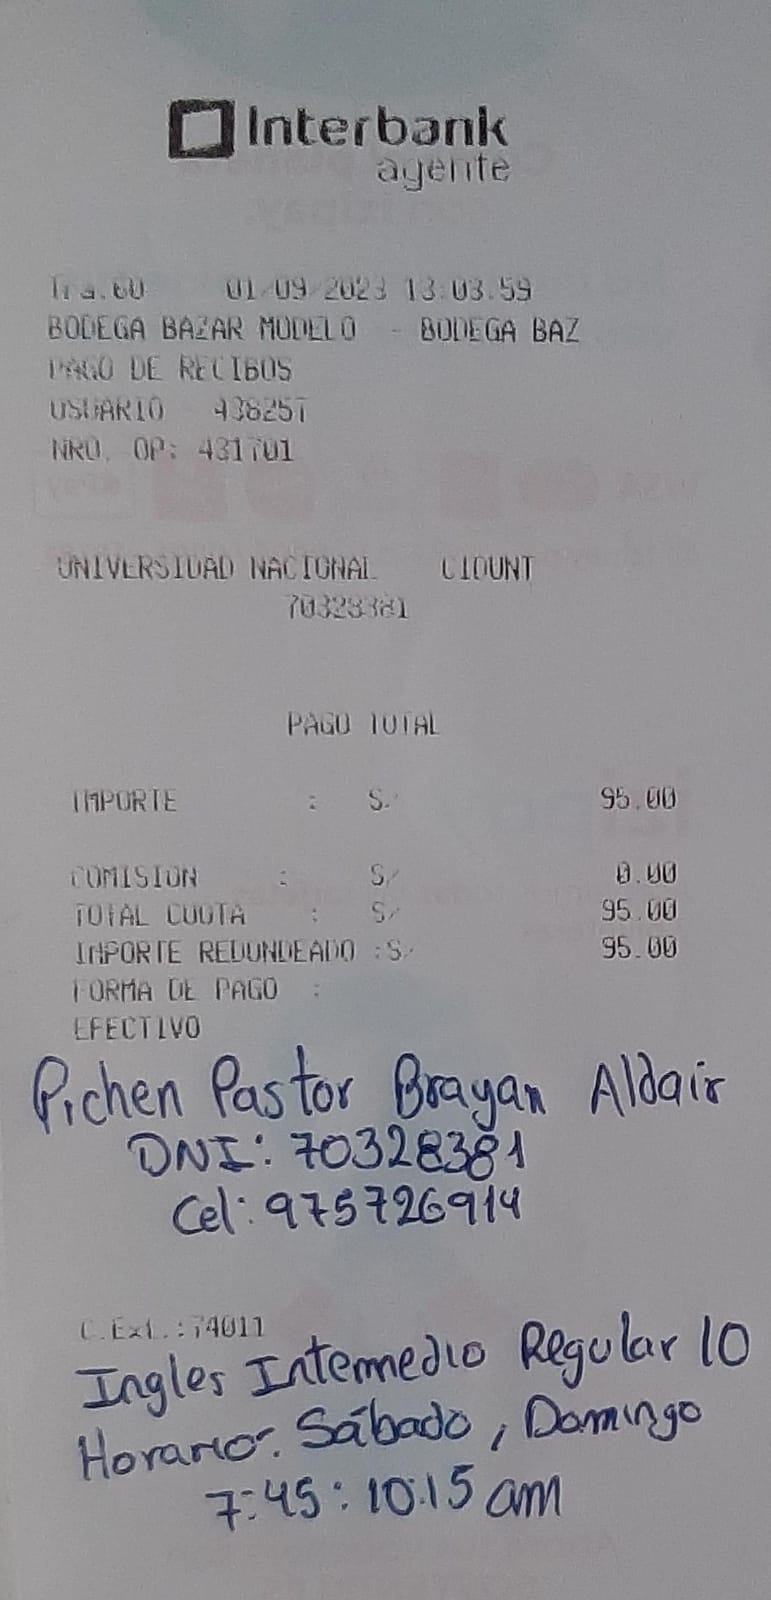 Interbank
agente
Tra.60 01/09/2023 13:03:59
BODEGA BAZAR MODELO - BODEGA BAZ
PAGO DE RECIBOS
USUARIO
NRO. OP: 431701
UNIVERSIDAD NACIONAL CIDUNT
70328381
PAGO TOTAL
IMPORTE : S/ 95.00
COMISION : S/ 0.00
TOTAL CUOTA : S/ 95.00
IMPORTE REDONDEADO :S/ 95.00
FORMA DE PAGO :
EFECTIVO
Pichen Pastor Brayan Aldair
DNI: 70328381
Cel: 975726914
C.Ext.:74011
Ingles Intermedio Regular 10
Horario: Sábado, Domingo
7:45: 10:15 am